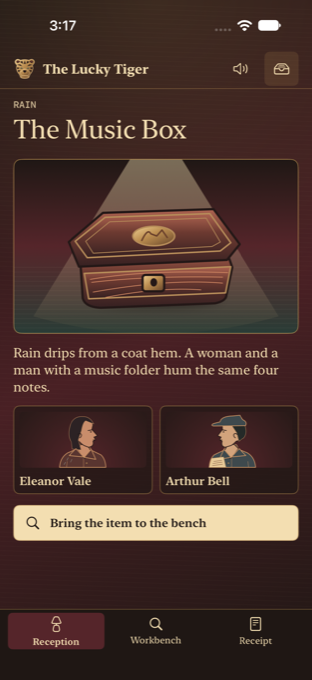 3:17
The Lucky Tiger
RAIN
The Music Box
Rain drips from a coat hem. A woman and a
man with a music folder hum the same four
notes.
Eleanor Vale
Arthur Bell
Bring the item to the bench
Reception
Workbench
Receipt